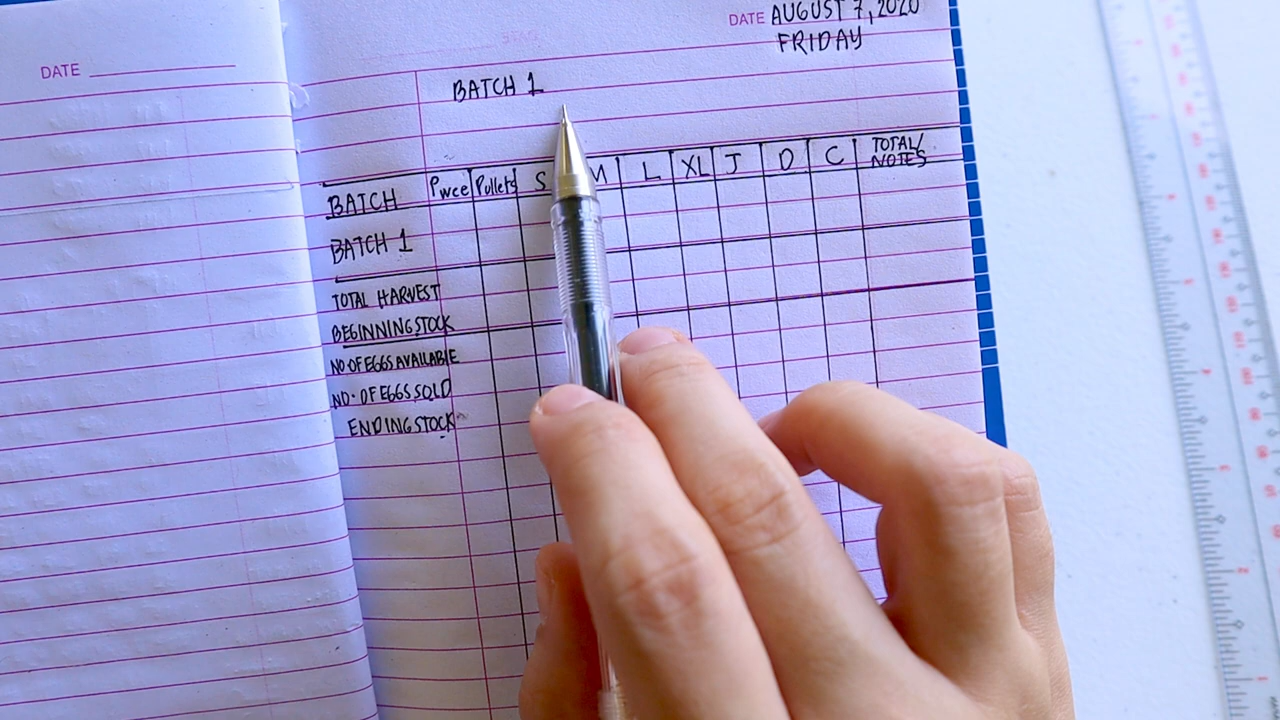 DATE
DATE AUGUST 7, 2020
FRIDAY
BATCH 1
BATCH Pwee Pullets S M L XL J D C TOTAL/
NOTES
BATCH 1
TOTAL HARVEST
BEGINNING STOCK
NO OF EGGS AVAILABLE
NO. OF EGGS SOLD
ENDING STOCK